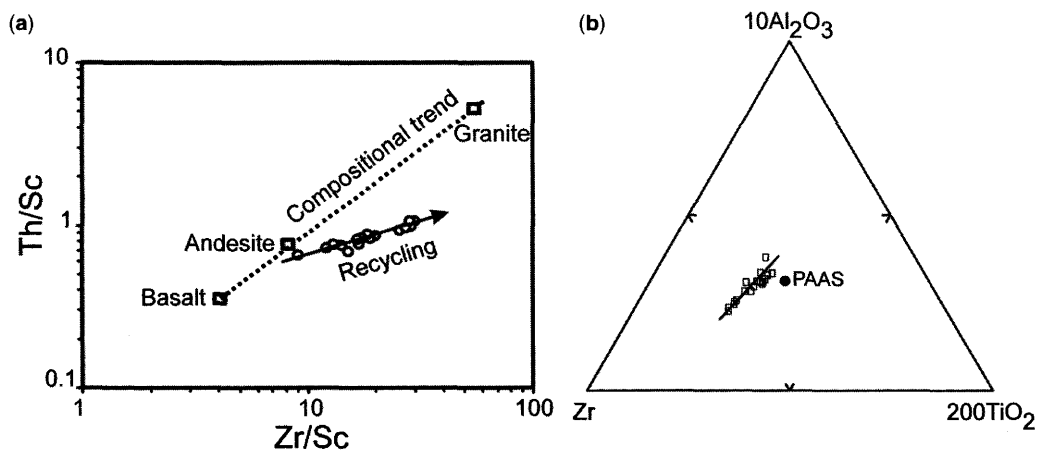 (a)
10
Th/Sc
1
0.1
1
10
100
Zr/Sc
Basalt
Andesite
Granite
Compositional trend
Recycling
(b)
10Al₂O₃
PAAS
Zr
200TiO₂